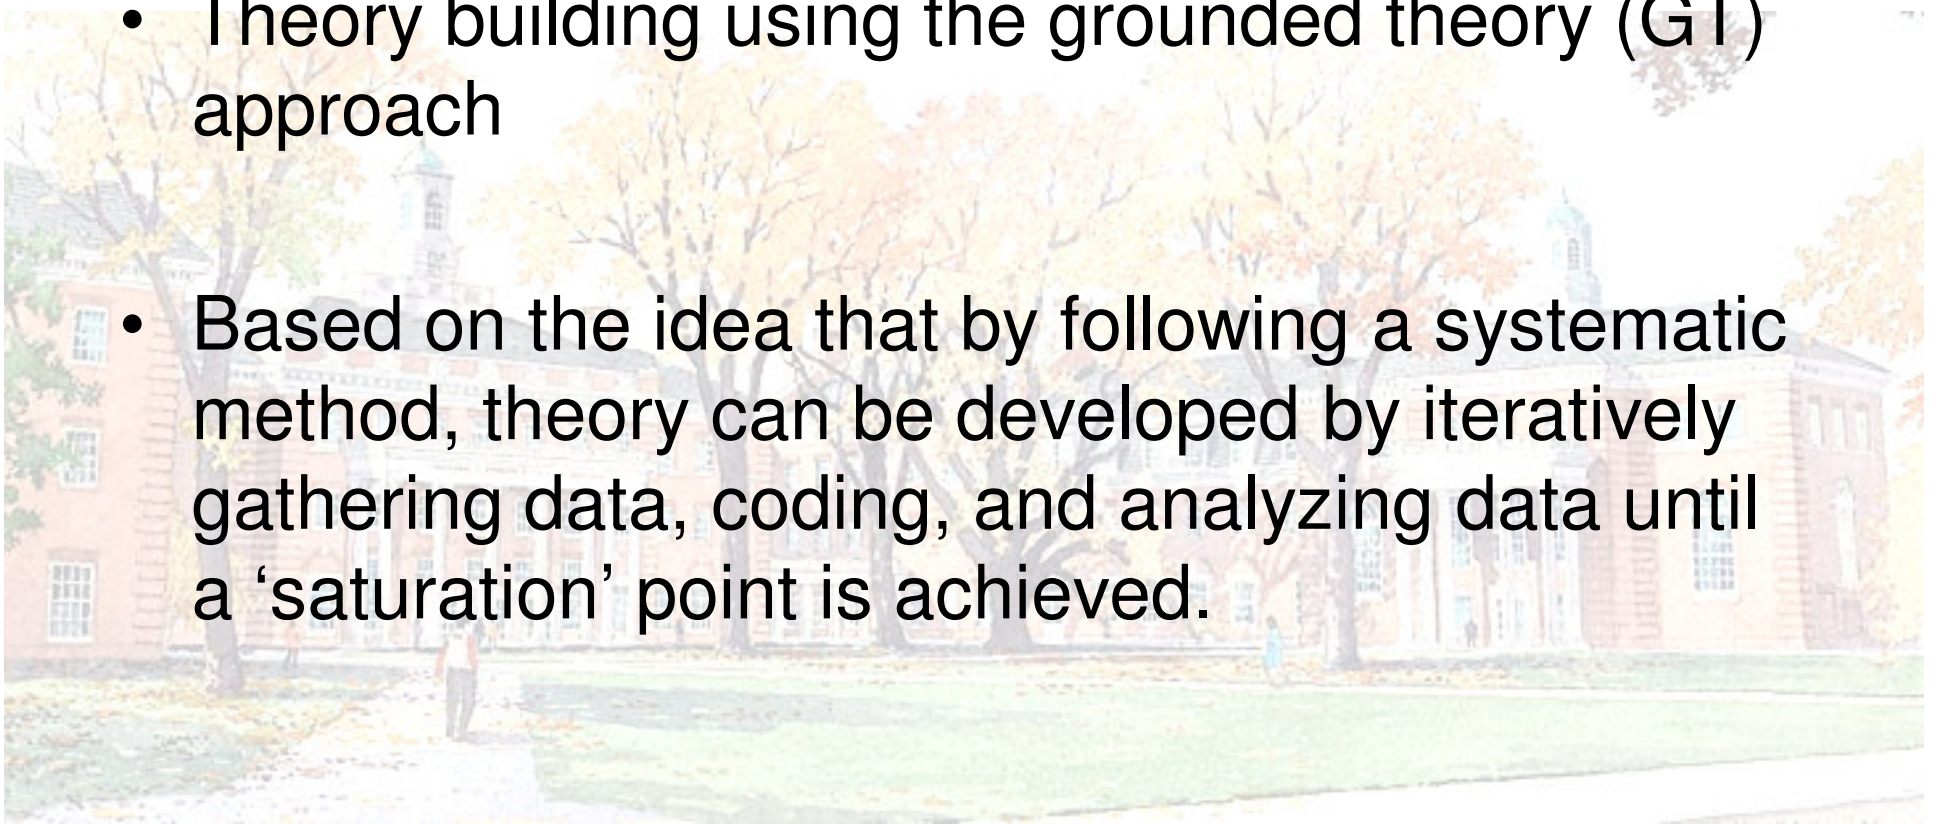 • Theory building using the grounded theory (GT)
approach
• Based on the idea that by following a systematic
method, theory can be developed by iteratively
gathering data, coding, and analyzing data until
a ‘saturation’ point is achieved.